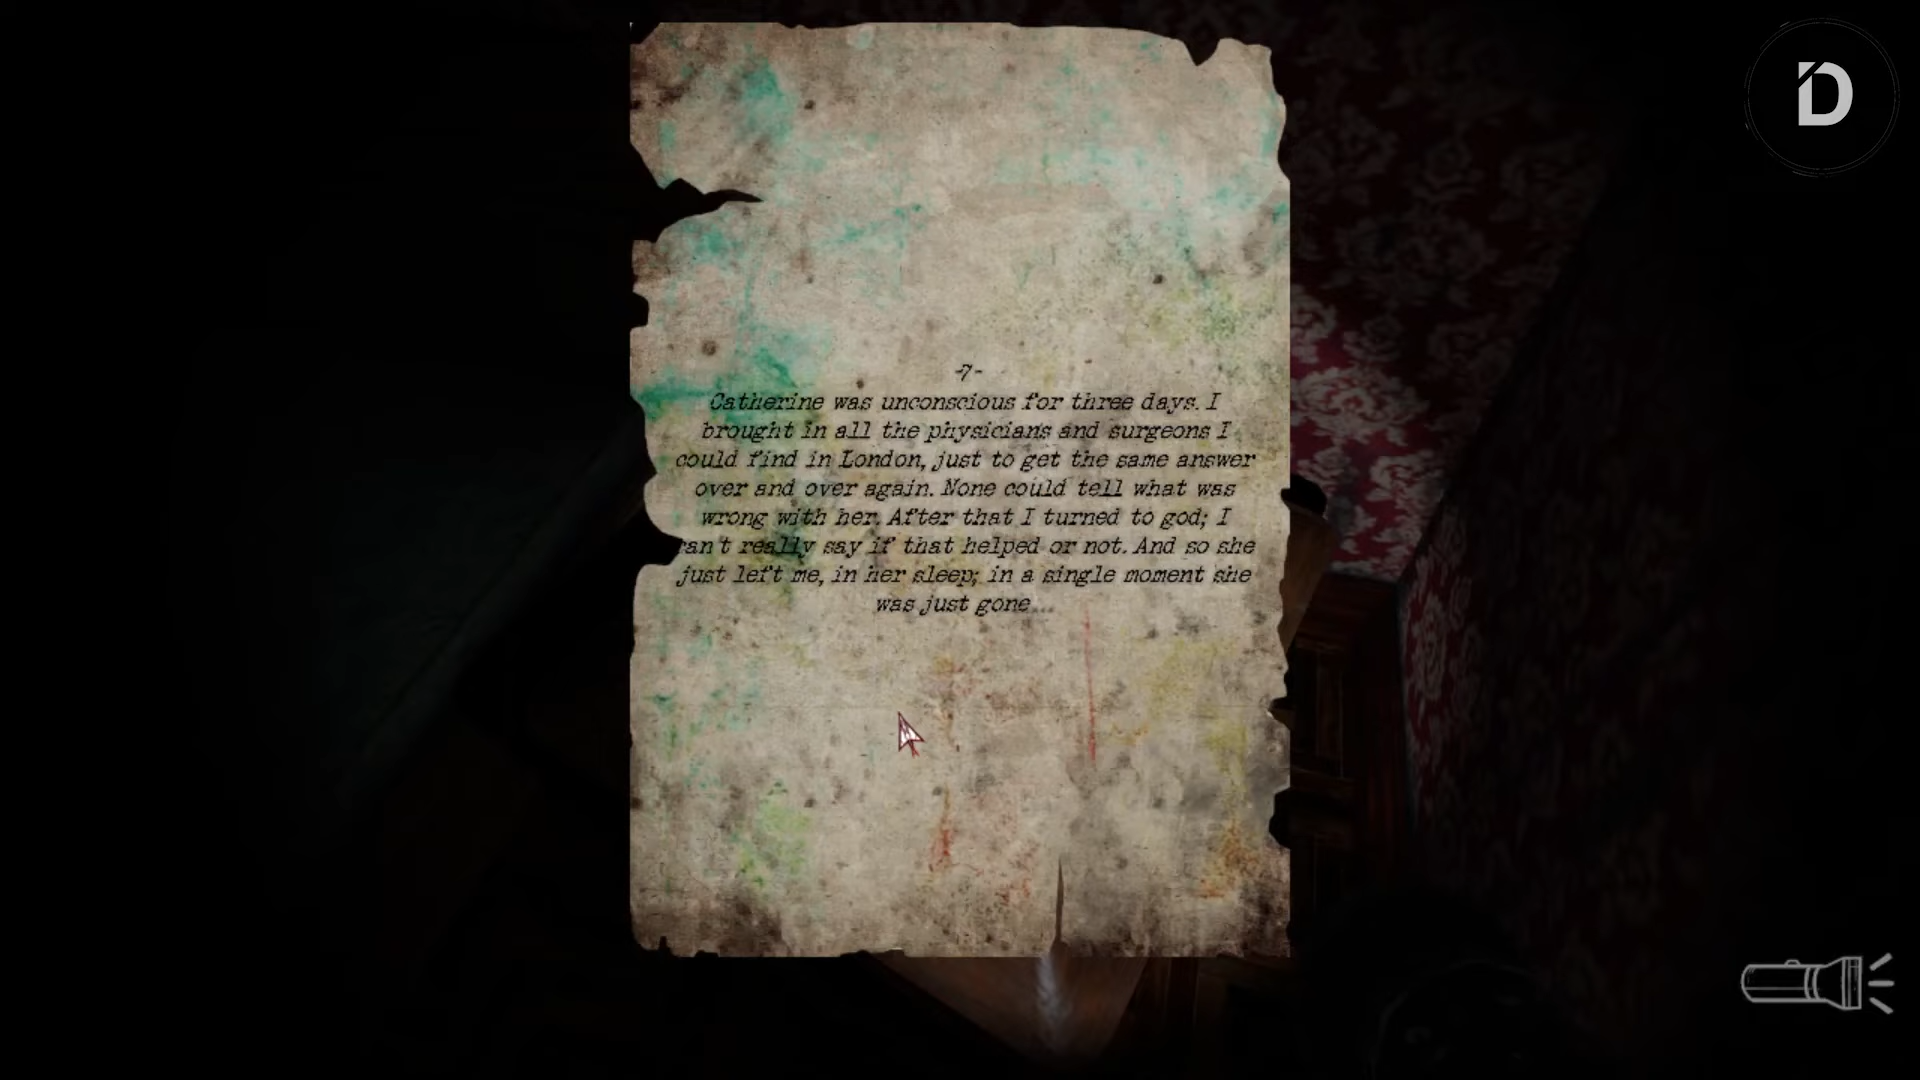 D
-7-
Catherine was unconscious for three days. I
brought in all the physicians and surgeons I
could find in London, just to get the same answer
over and over again. None could tell what was
wrong with her. After that I turned to god; I
can't really say if that helped or not. And so she
just left me, in her sleep; in a single moment she
was just gone...